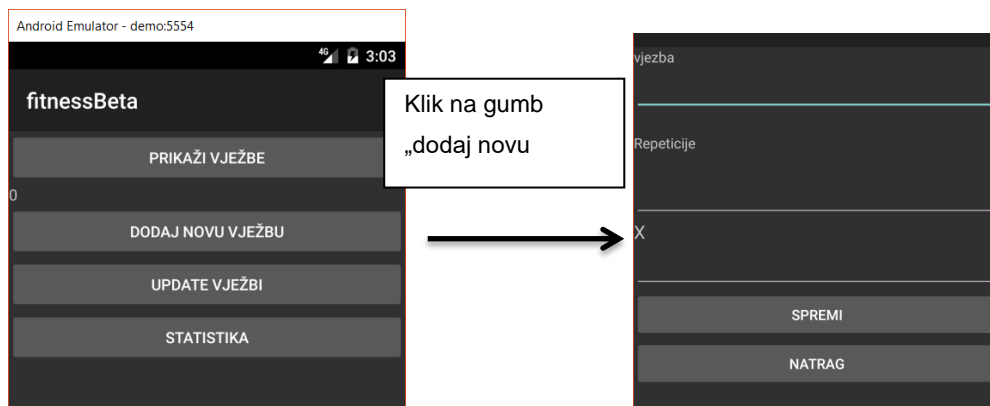 Android Emulator - demo:5554
4G 3:03
fitnessBeta
PRIKAŽI VJEŽBE
0
DODAJ NOVU VJEŽBU
UPDATE VJEŽBI
STATISTIKA
Klik na gumb
„dodaj novu
vjezba
Repeticije
X
SPREMI
NATRAG